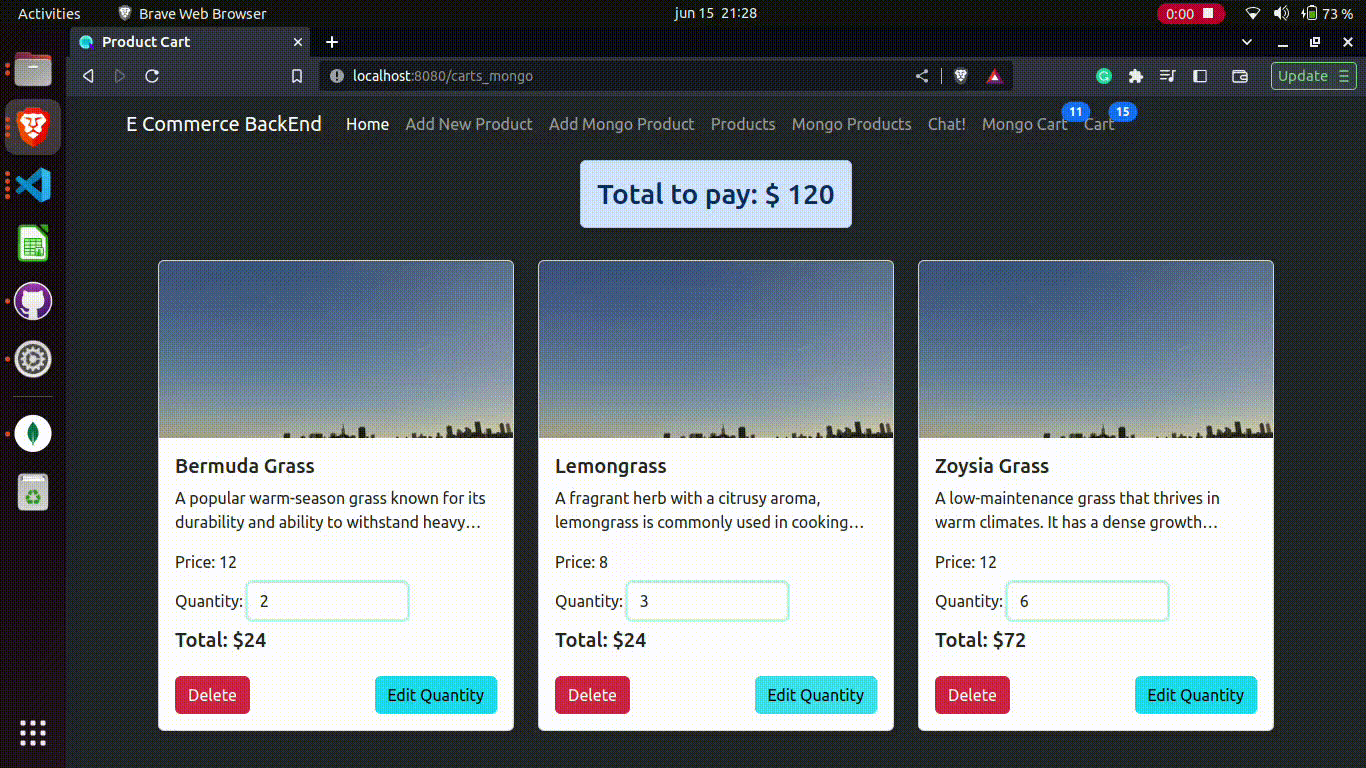 Activities Brave Web Browser jun 15 21:28 0:00 73 %
Product Cart
localhost:8080/carts_mongo Update
E Commerce BackEnd Home Add New Product Add Mongo Product Products Mongo Products Chat! Mongo Cart 11 Cart 15
Total to pay: $ 120
Bermuda Grass
A popular warm-season grass known for its
durability and ability to withstand heavy…
Price: 12
Quantity: 2
Total: $24
Delete Edit Quantity
Lemongrass
A fragrant herb with a citrusy aroma,
lemongrass is commonly used in cooking…
Price: 8
Quantity: 3
Total: $24
Delete Edit Quantity
Zoysia Grass
A low-maintenance grass that thrives in
warm climates. It has a dense growth…
Price: 12
Quantity: 6
Total: $72
Delete Edit Quantity